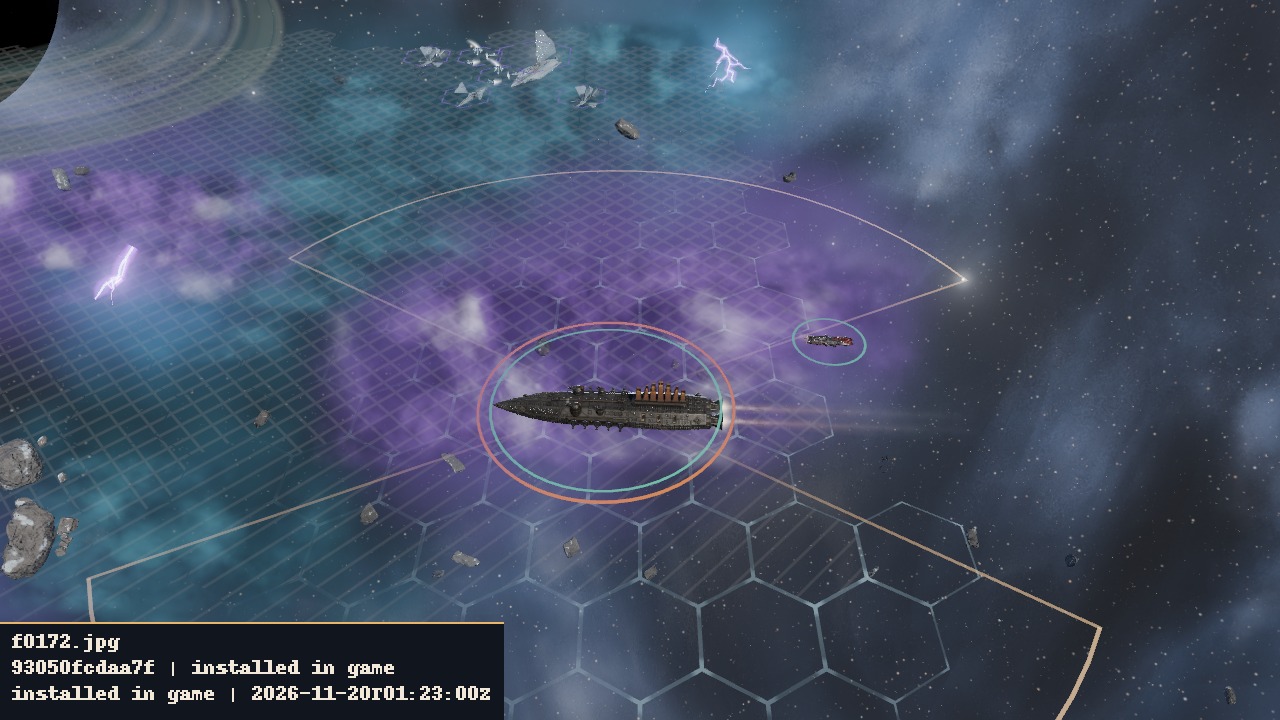 f0172.jpg
93050fcdaa7f | installed in game
installed in game | 2026-11-20T01:23:00Z